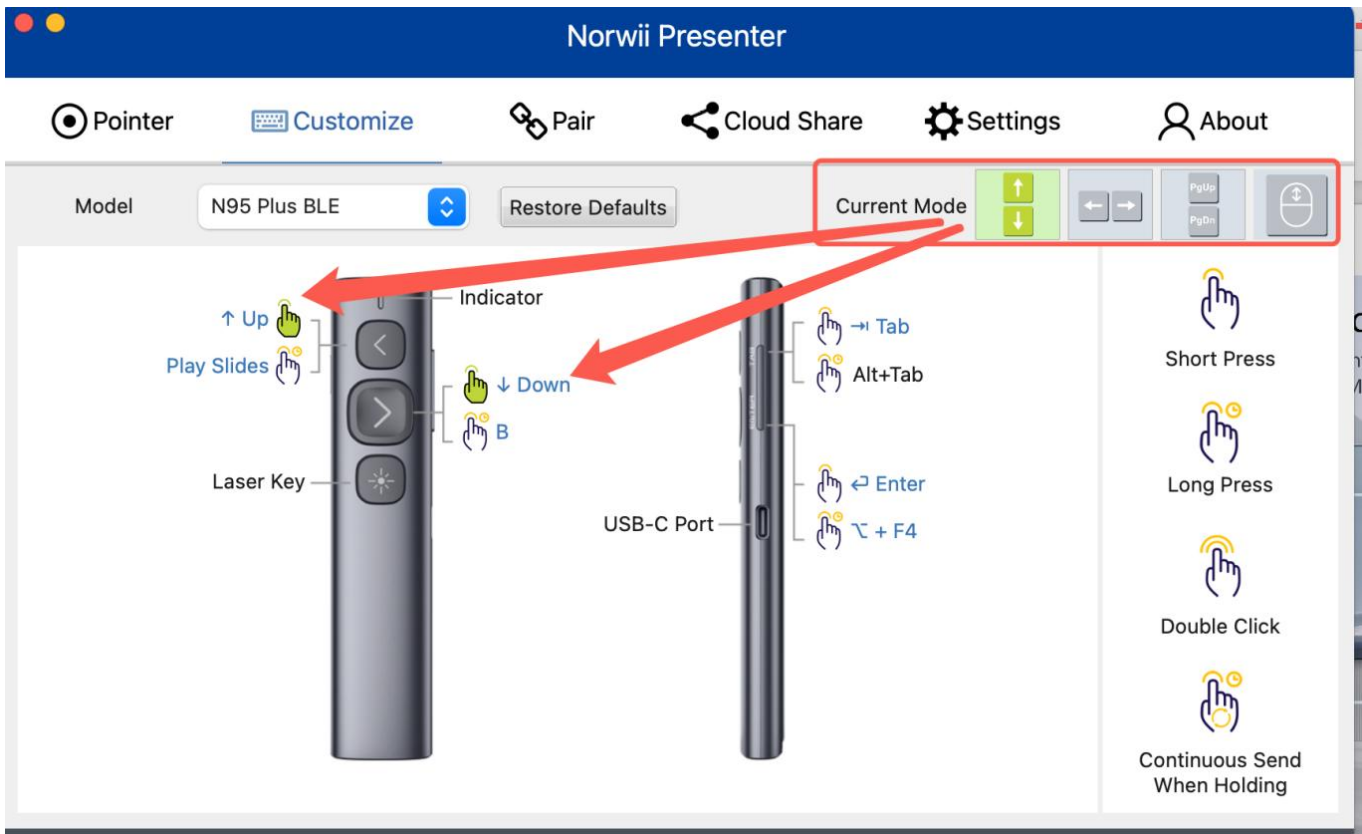 Norwii Presenter
Pointer
Customize
Pair
Cloud Share
Settings
About
Model
N95 Plus BLE
Restore Defaults
Current Mode
↑
↓
← →
PgUp
PgDn
Indicator
↑ Up
Play Slides
↓ Down
B
Laser Key
⇥ Tab
Alt+Tab
↵ Enter
⌥ + F4
USB-C Port
Short Press
Long Press
Double Click
Continuous Send
When Holding